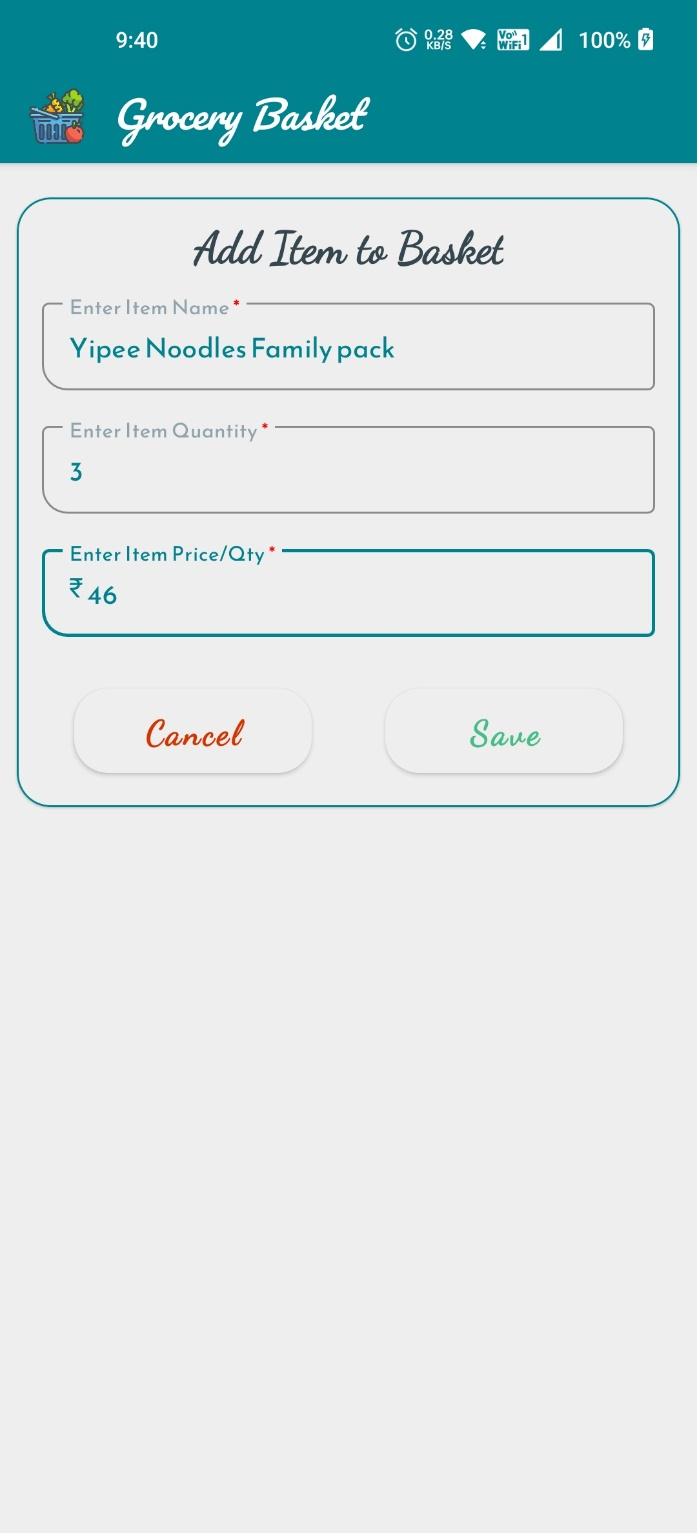 9:40 0.28 KB/S Vo WiFi 1 100%
Grocery Basket
Add Item to Basket
Enter Item Name *
Yipee Noodles Family pack
Enter Item Quantity *
3
Enter Item Price/Qty *
₹ 46
Cancel Save